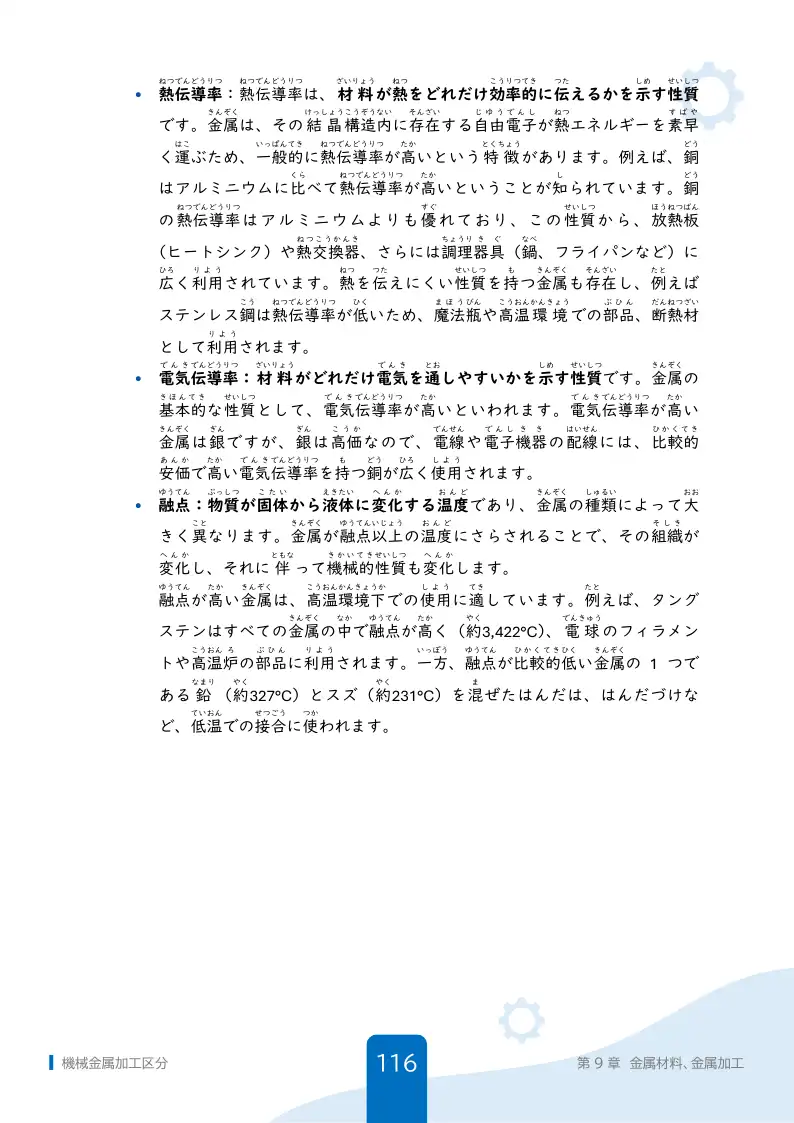 • 熱伝導率：熱伝導率は、材料が熱をどれだけ効率的に伝えるかを示す性質
です。金属は、その結晶構造内に存在する自由電子が熱エネルギーを素早
く運ぶため、一般的に熱伝導率が高いという特徴があります。例えば、銅
はアルミニウムに比べて熱伝導率が高いということが知られています。銅
の熱伝導率はアルミニウムよりも優れており、この性質から、放熱板
（ヒートシンク）や熱交換器、さらには調理器具（鍋、フライパンなど）に
広く利用されています。熱を伝えにくい性質を持つ金属も存在し、例えば
ステンレス鋼は熱伝導率が低いため、魔法瓶や高温環境での部品、断熱材
として利用されます。
• 電気伝導率：材料がどれだけ電気を通しやすいかを示す性質です。金属の
基本的な性質として、電気伝導率が高いといわれます。電気伝導率が高い
金属は銀ですが、銀は高価なので、電線や電子機器の配線には、比較的
安価で高い電気伝導率を持つ銅が広く使用されます。
• 融点：物質が固体から液体に変化する温度であり、金属の種類によって大
きく異なります。金属が融点以上の温度にさらされることで、その組織が
変化し、それに伴って機械的性質も変化します。
融点が高い金属は、高温環境下での使用に適しています。例えば、タング
ステンはすべての金属の中で融点が高く（約3,422°C）、電球のフィラメン
トや高温炉の部品に利用されます。一方、融点が比較的低い金属の 1 つで
ある鉛（約327°C）とスズ（約231°C）を混ぜたはんだは、はんだづけな
ど、低温での接合に使われます。
機械金属加工区分
116
第 9 章 金属材料、金属加工